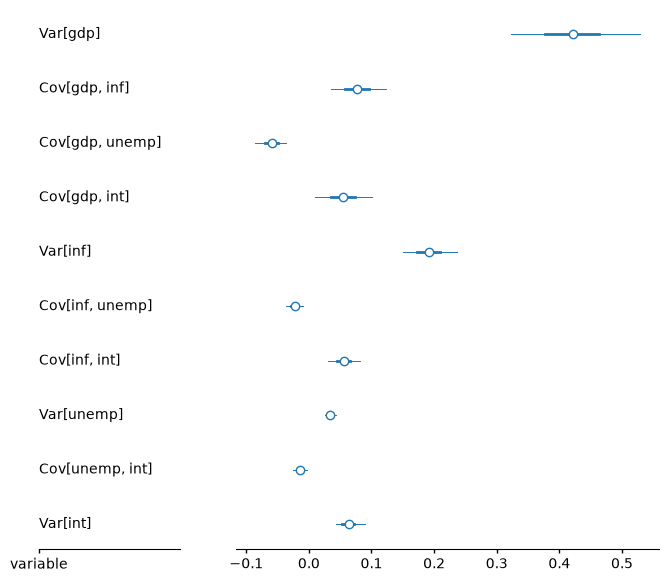 Var[gdp]
Cov[gdp, inf]
Cov[gdp, unemp]
Cov[gdp, int]
Var[inf]
Cov[inf, unemp]
Cov[inf, int]
Var[unemp]
Cov[unemp, int]
Var[int]
variable
−0.1 0.0 0.1 0.2 0.3 0.4 0.5